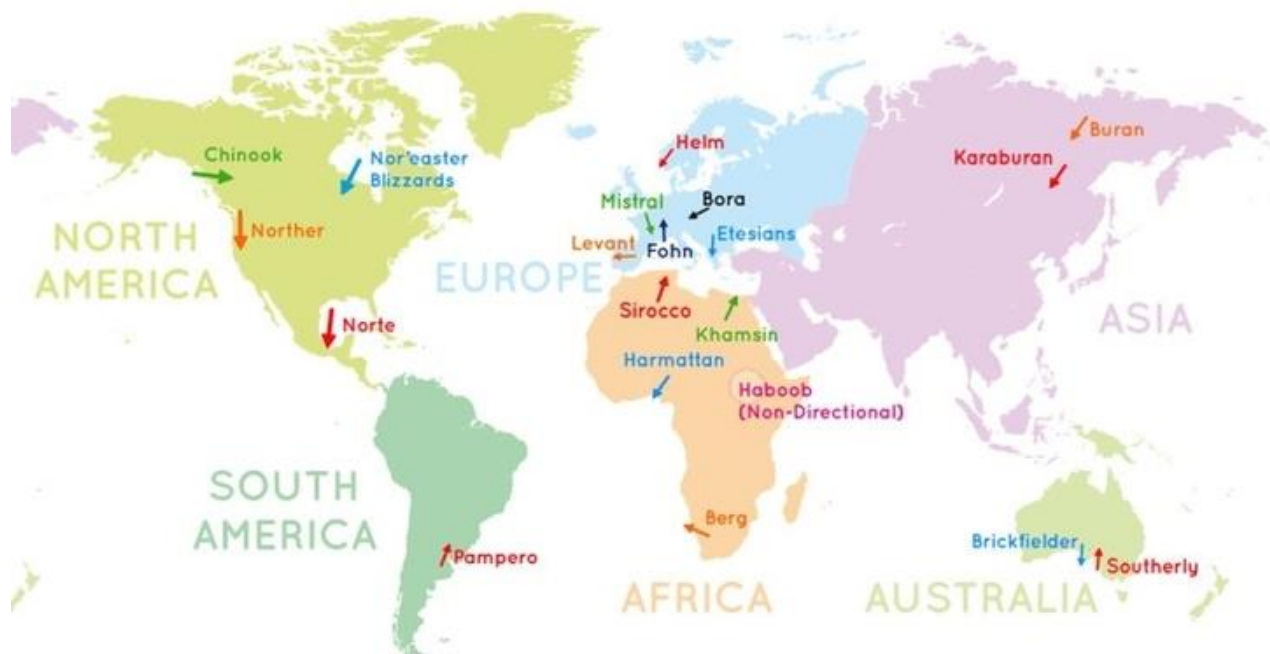 Helm
Buran
Chinook
Nor'easter
Blizzards
Karaburan
Mistral
Bora
Norther
NORTH
AMERICA
Levant
Fohn
Etesians
EUROPE
Sirocco
Khamsin
ASIA
Norte
Harmattan
Haboob
(Non-Directional)
SOUTH
AMERICA
Berg
Pampero
Brickfielder
Southerly
AFRICA
AUSTRALIA